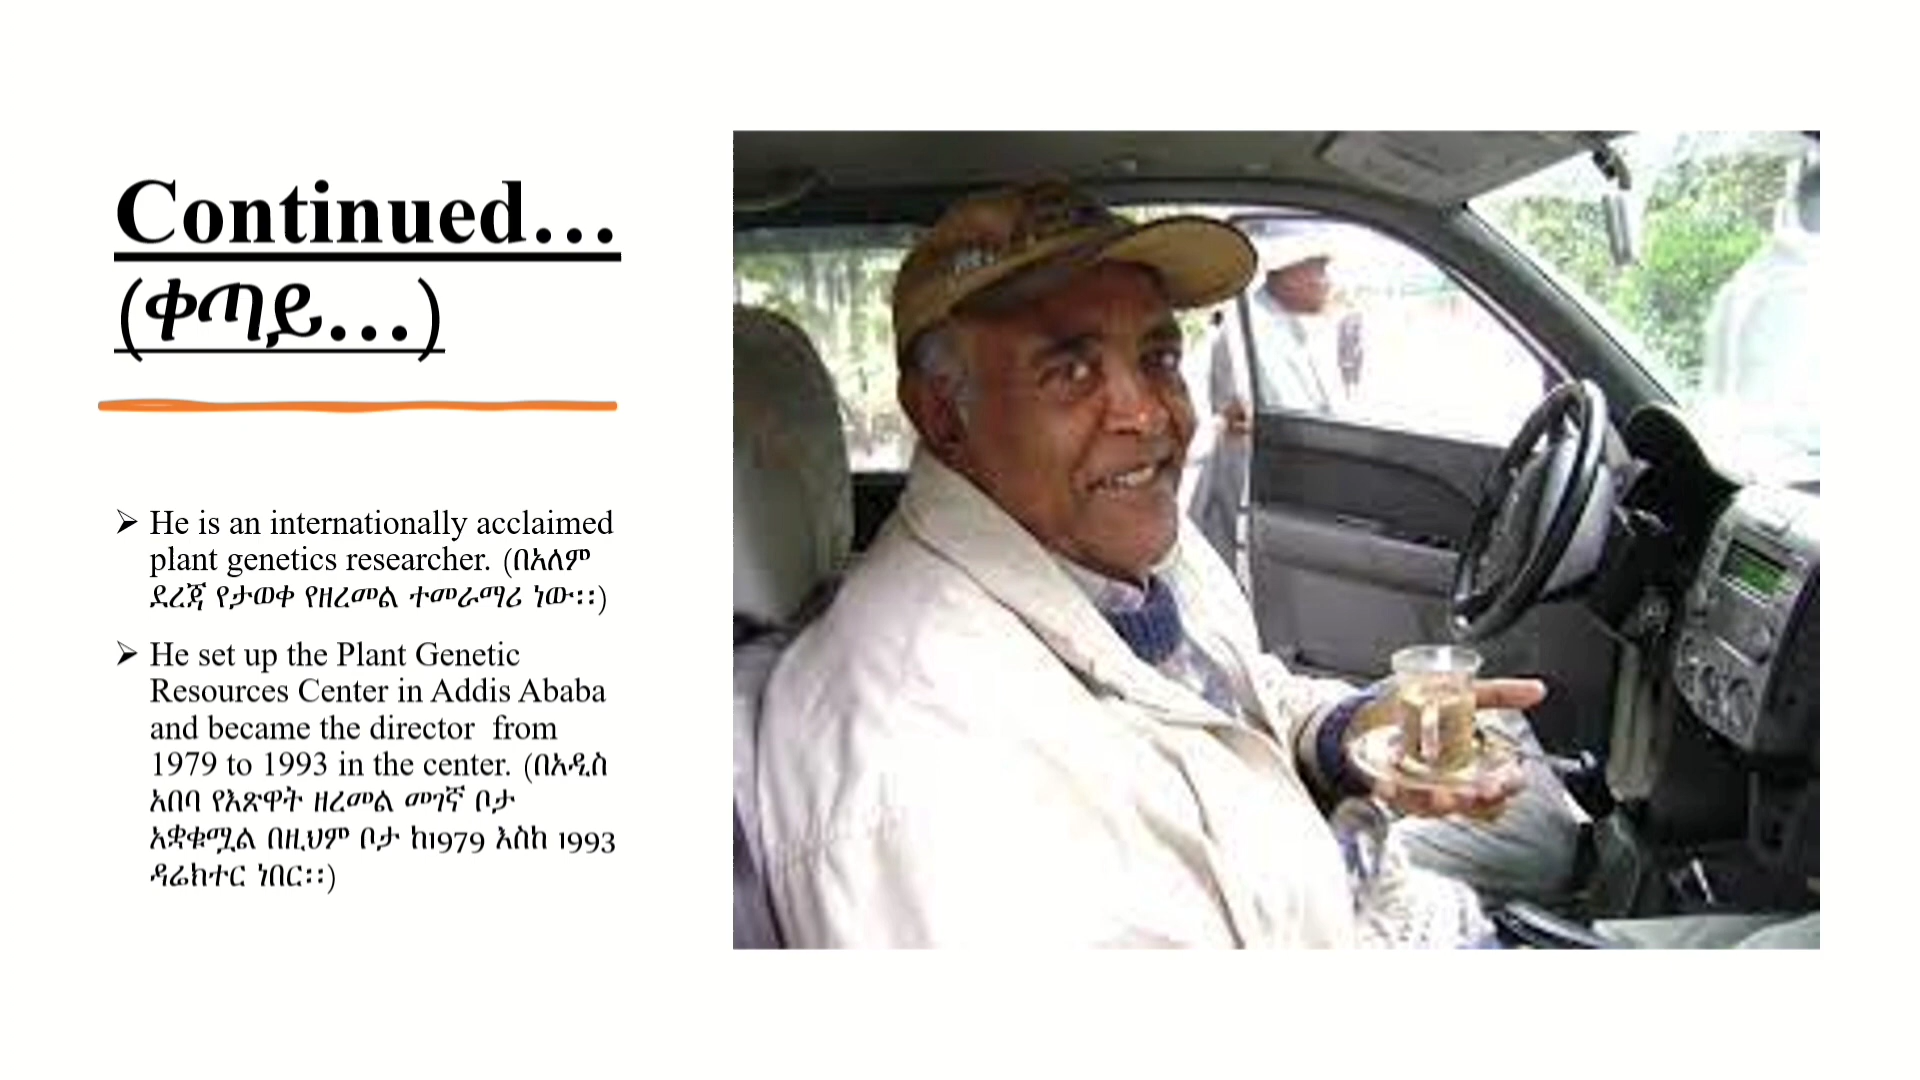 Continued…
(ቀጣይ…)
➢ He is an internationally acclaimed
plant genetics researcher. (በአለም
ደረጃ የታወቀ የዘረመል ተመራማሪ ነው፡፡)
➢ He set up the Plant Genetic
Resources Center in Addis Ababa
and became the director  from
1979 to 1993 in the center. (በአዲስ
አበባ የእጽዋት ዘረመል መገኛ ቦታ
አቋቁሟል በዚህም ቦታ ከ1979 እስከ 1993
ዳሬክተር ነበር፡፡)